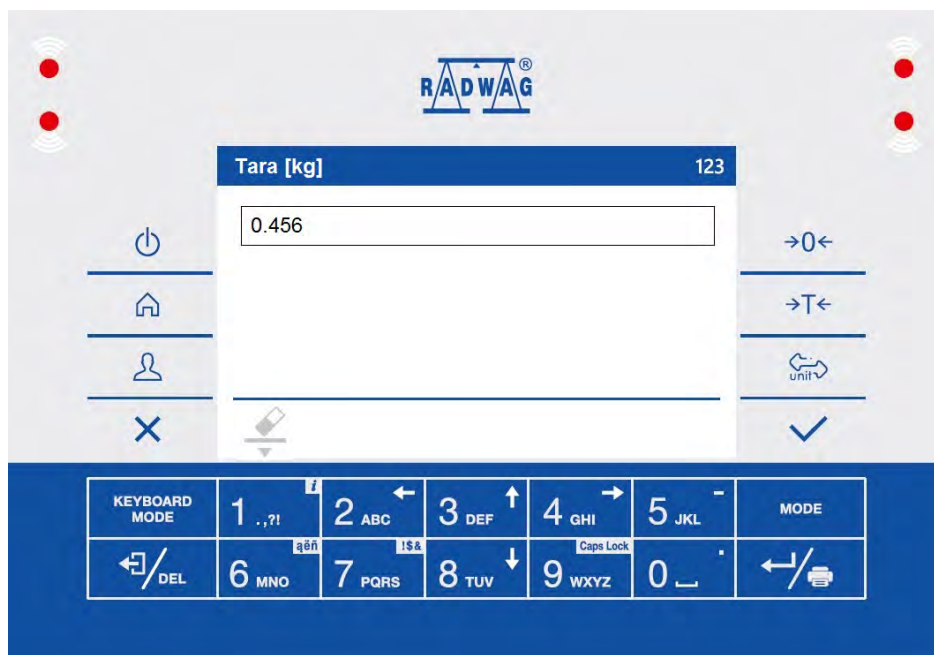 RADWAG®
Tara [kg] 123
0.456
→0←
→T←
unit
KEYBOARD MODE
1 .,?! i
2 ABC ←
3 DEF ↑
4 GHI →
5 JKL -
MODE
DEL
6 MNO ąëñ
7 PQRS !$&
8 TUV ↓
9 WXYZ Caps Lock
0 .